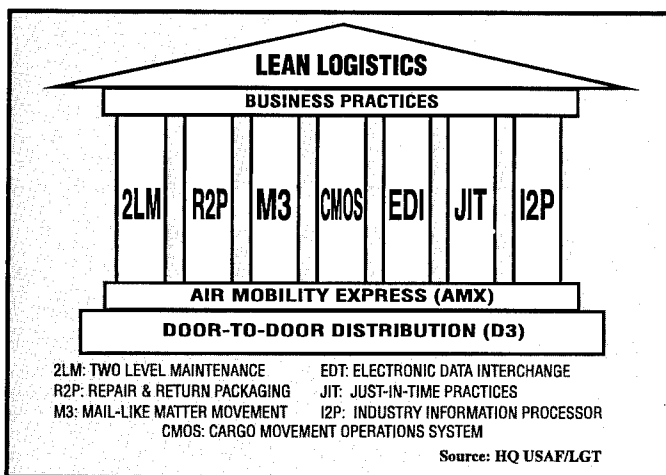 LEAN LOGISTICS
BUSINESS PRACTICES
2LM R2P M3 CMOS EDI JIT I2P
AIR MOBILITY EXPRESS (AMX)
DOOR-TO-DOOR DISTRIBUTION (D3)
2LM: TWO LEVEL MAINTENANCE EDT: ELECTRONIC DATA INTERCHANGE
R2P: REPAIR & RETURN PACKAGING JIT: JUST-IN-TIME PRACTICES
M3: MAIL-LIKE MATTER MOVEMENT I2P: INDUSTRY INFORMATION PROCESSOR
CMOS: CARGO MOVEMENT OPERATIONS SYSTEM
Source: HQ USAF/LGT